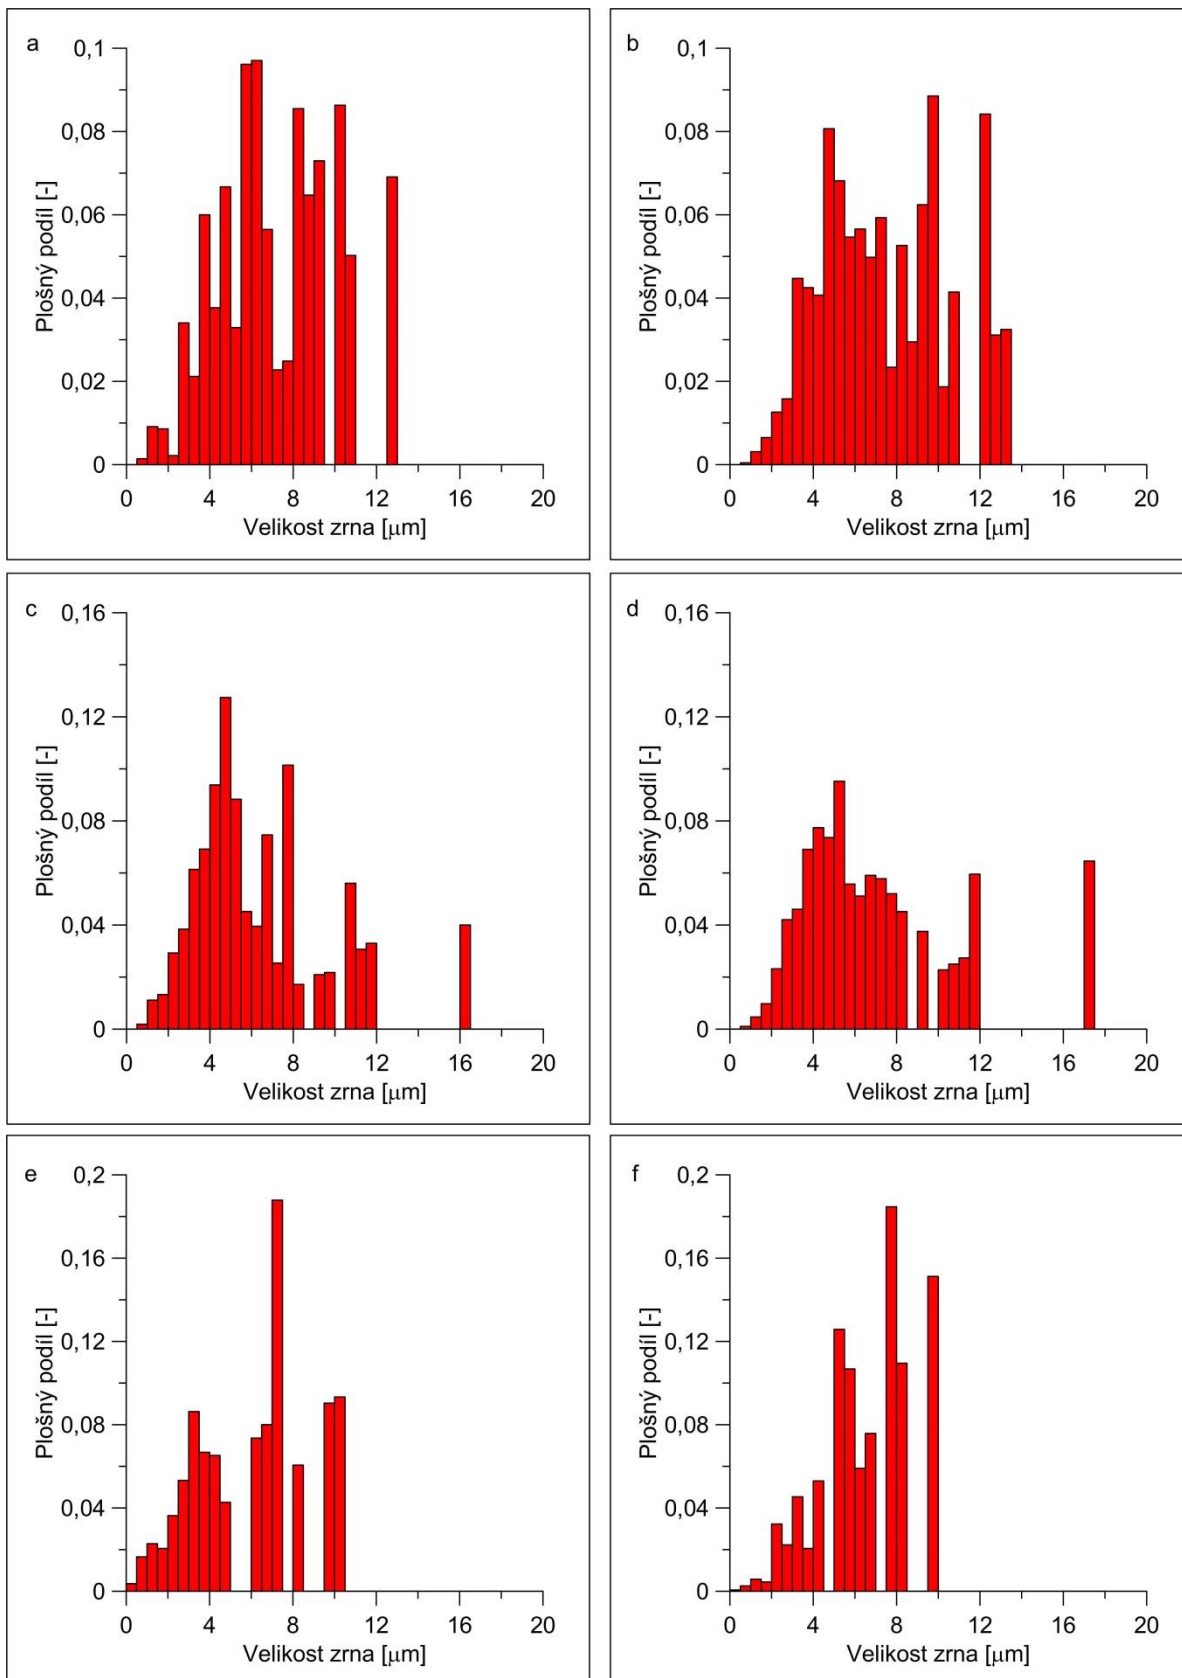 a
0,1
0,08
0,06
0,04
0,02
0
Plošný podíl [-]
0 4 8 12 16 20
Velikost zrna [μm]
b
0,1
0,08
0,06
0,04
0,02
0
Plošný podíl [-]
0 4 8 12 16 20
Velikost zrna [μm]
c
0,16
0,12
0,08
0,04
0
Plošný podíl [-]
0 4 8 12 16 20
Velikost zrna [μm]
d
0,16
0,12
0,08
0,04
0
Plošný podíl [-]
0 4 8 12 16 20
Velikost zrna [μm]
e
0,2
0,16
0,12
0,08
0,04
0
Plošný podíl [-]
0 4 8 12 16 20
Velikost zrna [μm]
f
0,2
0,16
0,12
0,08
0,04
0
Plošný podíl [-]
0 4 8 12 16 20
Velikost zrna [μm]